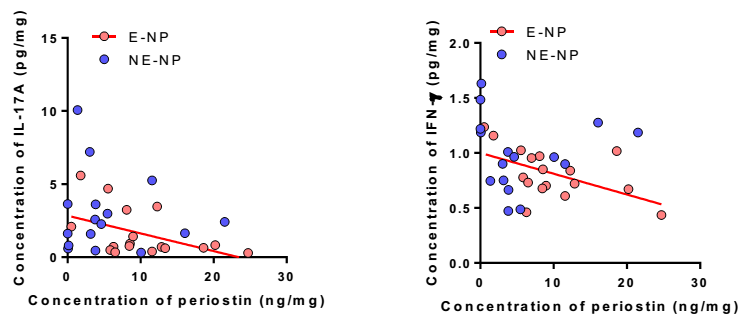 E-NP
NE-NP
Concentration of IL-17A (pg/mg)
15
10
5
0
0 10 20 30
Concentration of periostin (ng/mg)
E-NP
NE-NP
Concentration of IFN-γ (pg/mg)
2.0
1.5
1.0
0.5
0.0
0 10 20 30
Concentration of periostin (ng/mg)